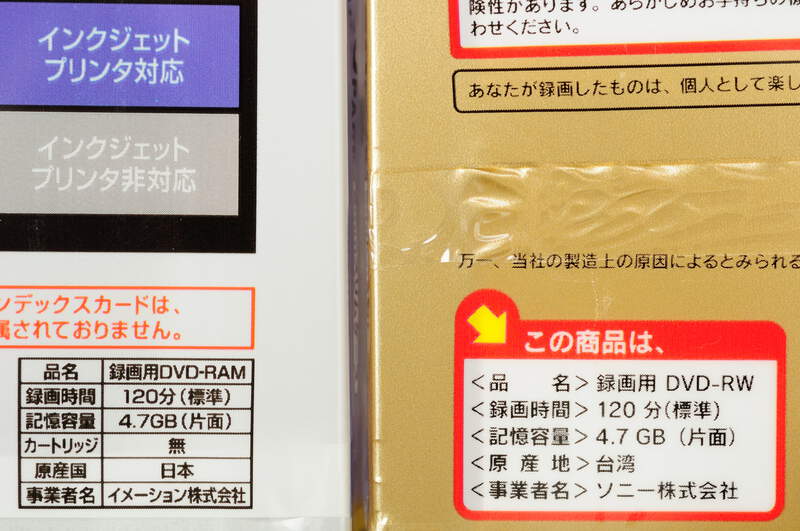 インクジェット
プリンタ対応
インクジェット
プリンタ非対応
ンデックスカードは、
属されておりません。
品名 録画用DVD-RAM
録画時間 120分(標準)
記憶容量 4.7GB(片面)
カートリッジ 無
原産国 日本
事業者名 イメーション株式会社
険性があります。あらかじめお手持ちの
わせください。
あなたが録画したものは、個人として楽し
万一、当社の製造上の原因によるとみられる
この商品は、
<品 名>録画用 DVD-RW
<録画時間>120 分(標準)
<記憶容量>4.7 GB (片面)
<原 産 地>台湾
<事業者名>ソニー株式会社